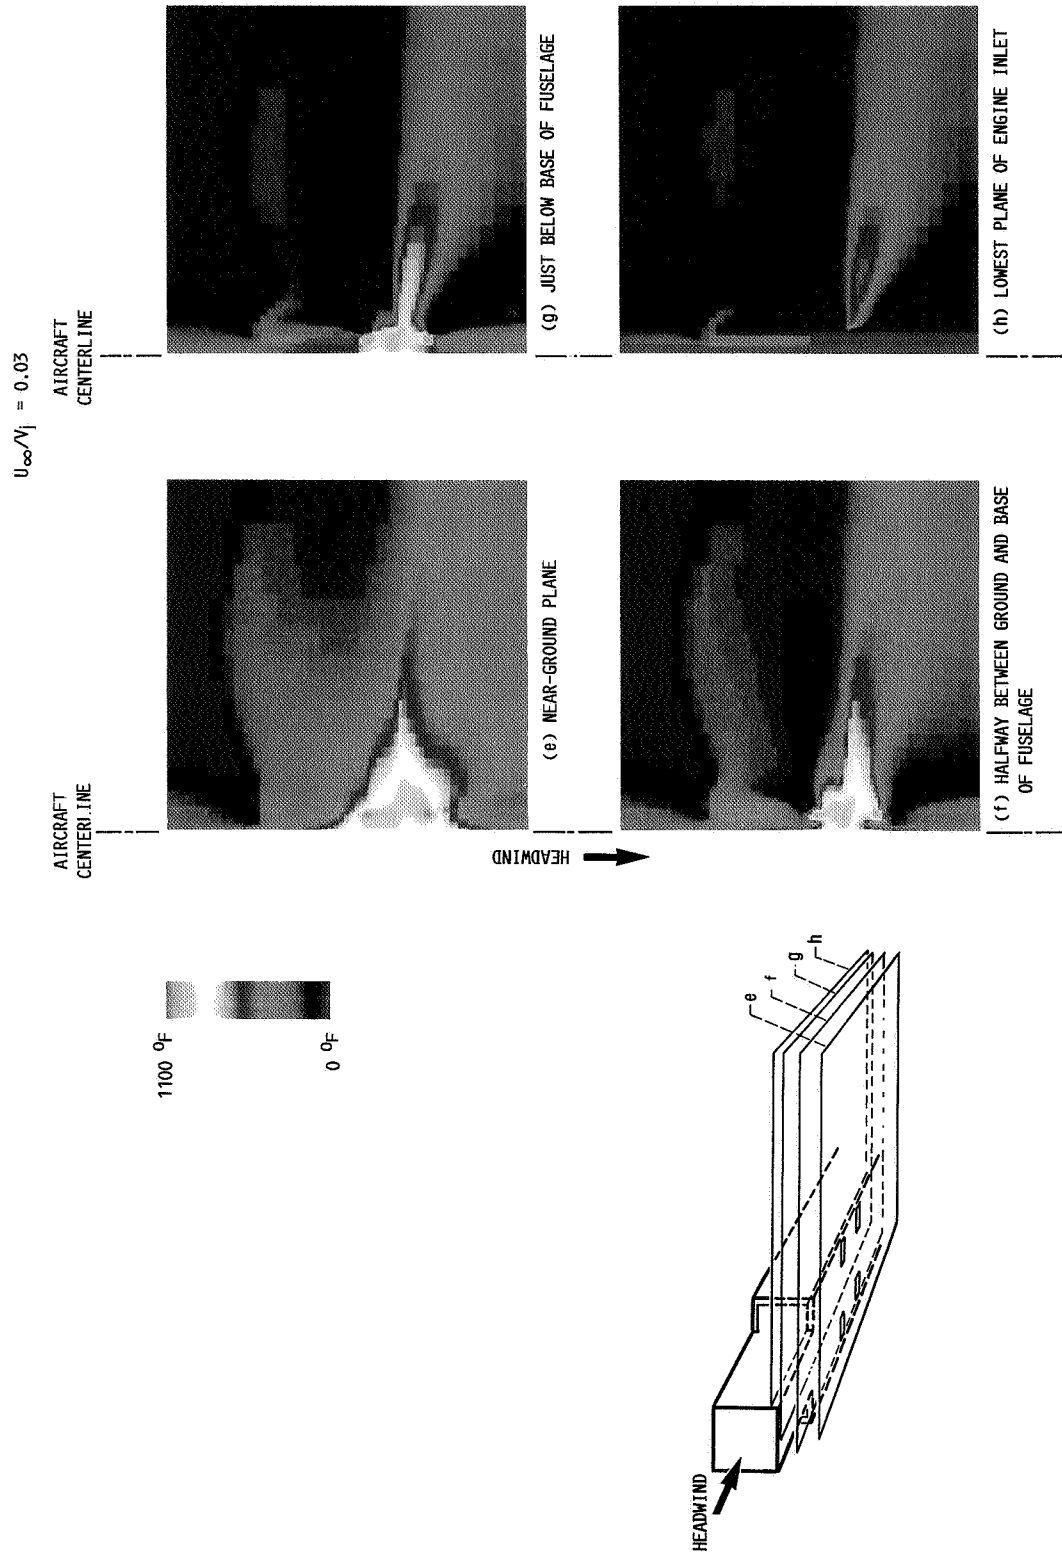 U∞/Vj = 0.03
AIRCRAFT
CENTERLINE
AIRCRAFT
CENTERLINE
1100 °F
0 °F
HEADWIND
(e) NEAR-GROUND PLANE
(g) JUST BELOW BASE OF FUSELAGE
(f) HALFWAY BETWEEN GROUND AND BASE
OF FUSELAGE
(h) LOWEST PLANE OF ENGINE INLET
HEADWIND
e
f
g
h